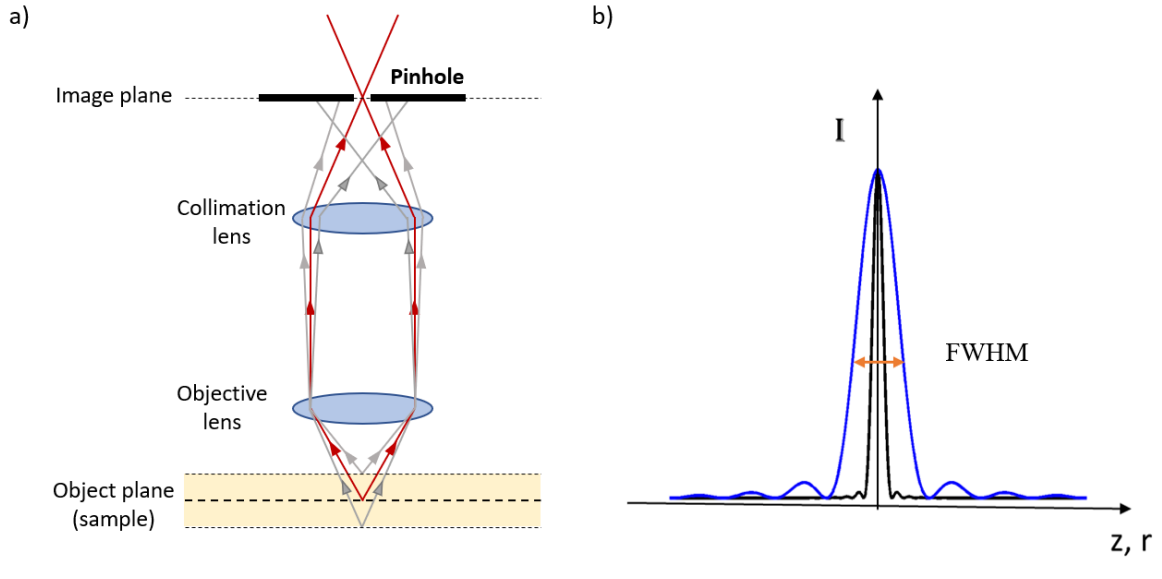 a)
Pinhole
Image plane
Collimation
lens
Objective
lens
Object plane
(sample)
b)
I
FWHM
z, r